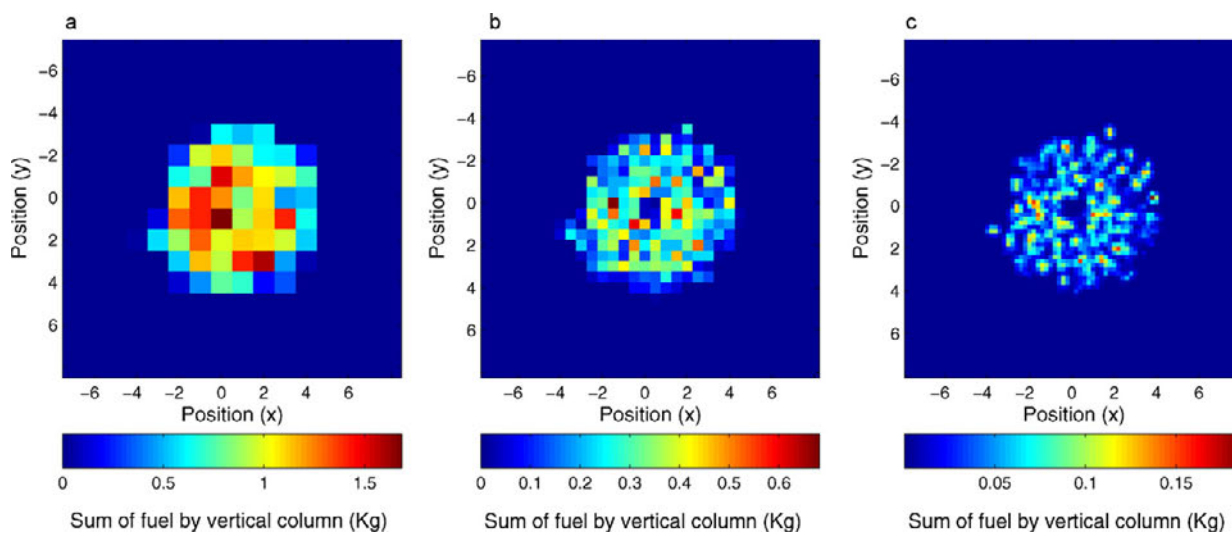 a
-6
-4
-2
0
2
4
6
Position (y)
-6 -4 -2 0 2 4 6
Position (x)
0 0.5 1 1.5
Sum of fuel by vertical column (Kg)
b
-6
-4
-2
0
2
4
6
Position (y)
-6 -4 -2 0 2 4 6
Position (x)
0 0.1 0.2 0.3 0.4 0.5 0.6
Sum of fuel by vertical column (Kg)
c
-6
-4
-2
0
2
4
6
Position (y)
-6 -4 -2 0 2 4 6
Position (x)
0.05 0.1 0.15
Sum of fuel by vertical column (Kg)